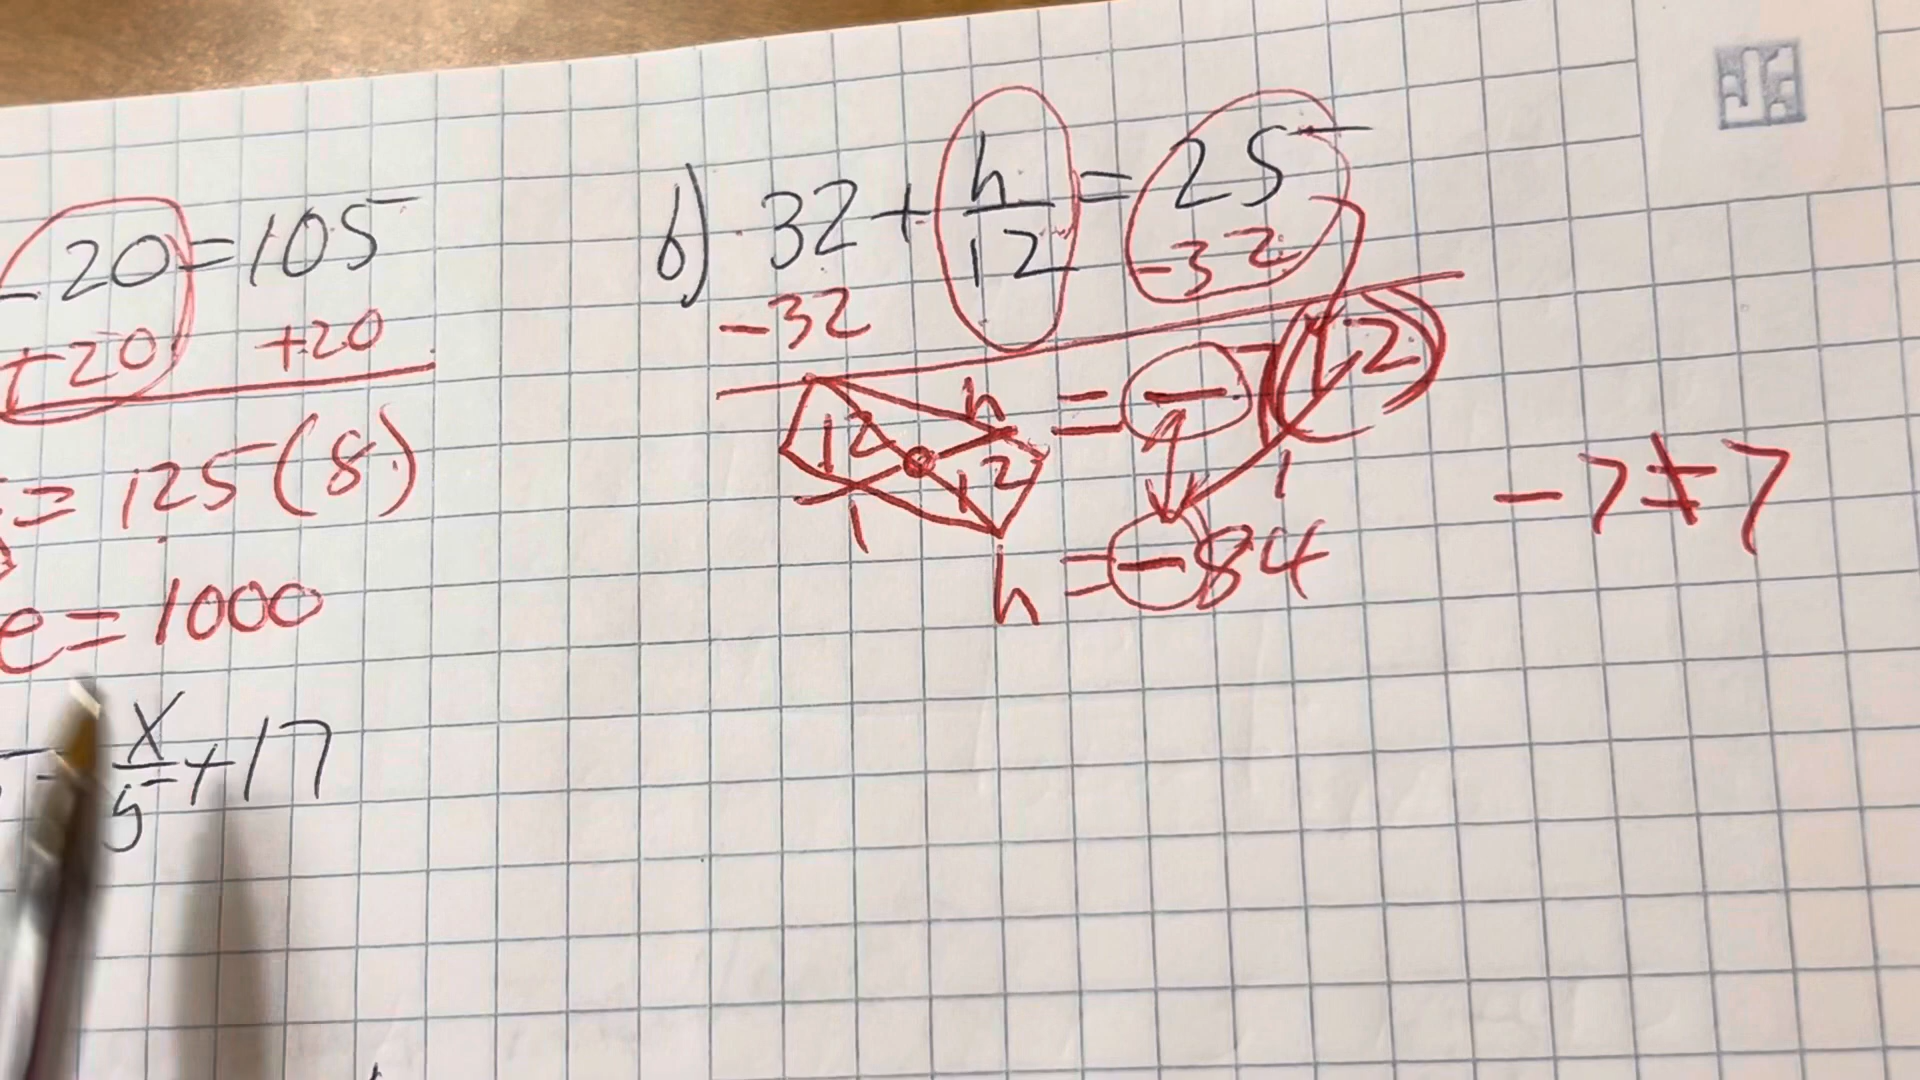 -20=105
+20 +20
= 125(8)
e=1000
x/5+17
b) 32 + h/12 = 25
-32 -32
12 h/12 = -7(12)
1 1
h = -84
-7≠7